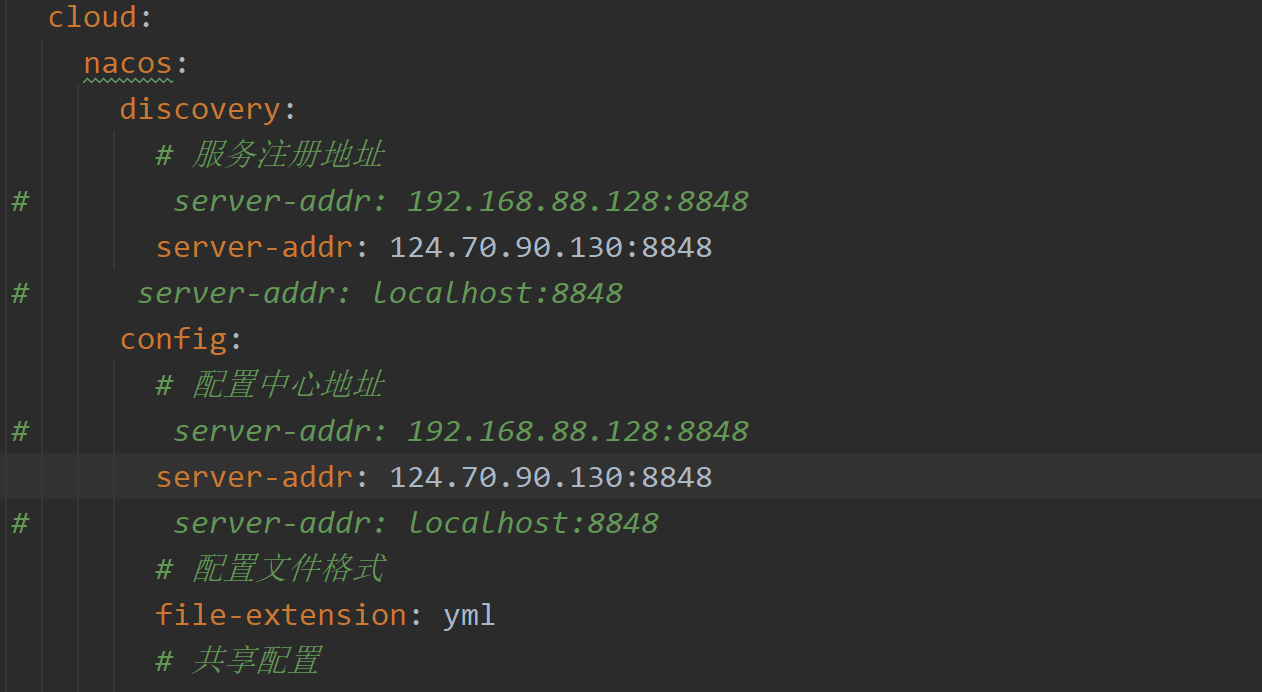 cloud:
nacos:
discovery:
# 服务注册地址
# server-addr: 192.168.88.128:8848
server-addr: 124.70.90.130:8848
# server-addr: localhost:8848
config:
# 配置中心地址
# server-addr: 192.168.88.128:8848
server-addr: 124.70.90.130:8848
# server-addr: localhost:8848
# 配置文件格式
file-extension: yml
# 共享配置